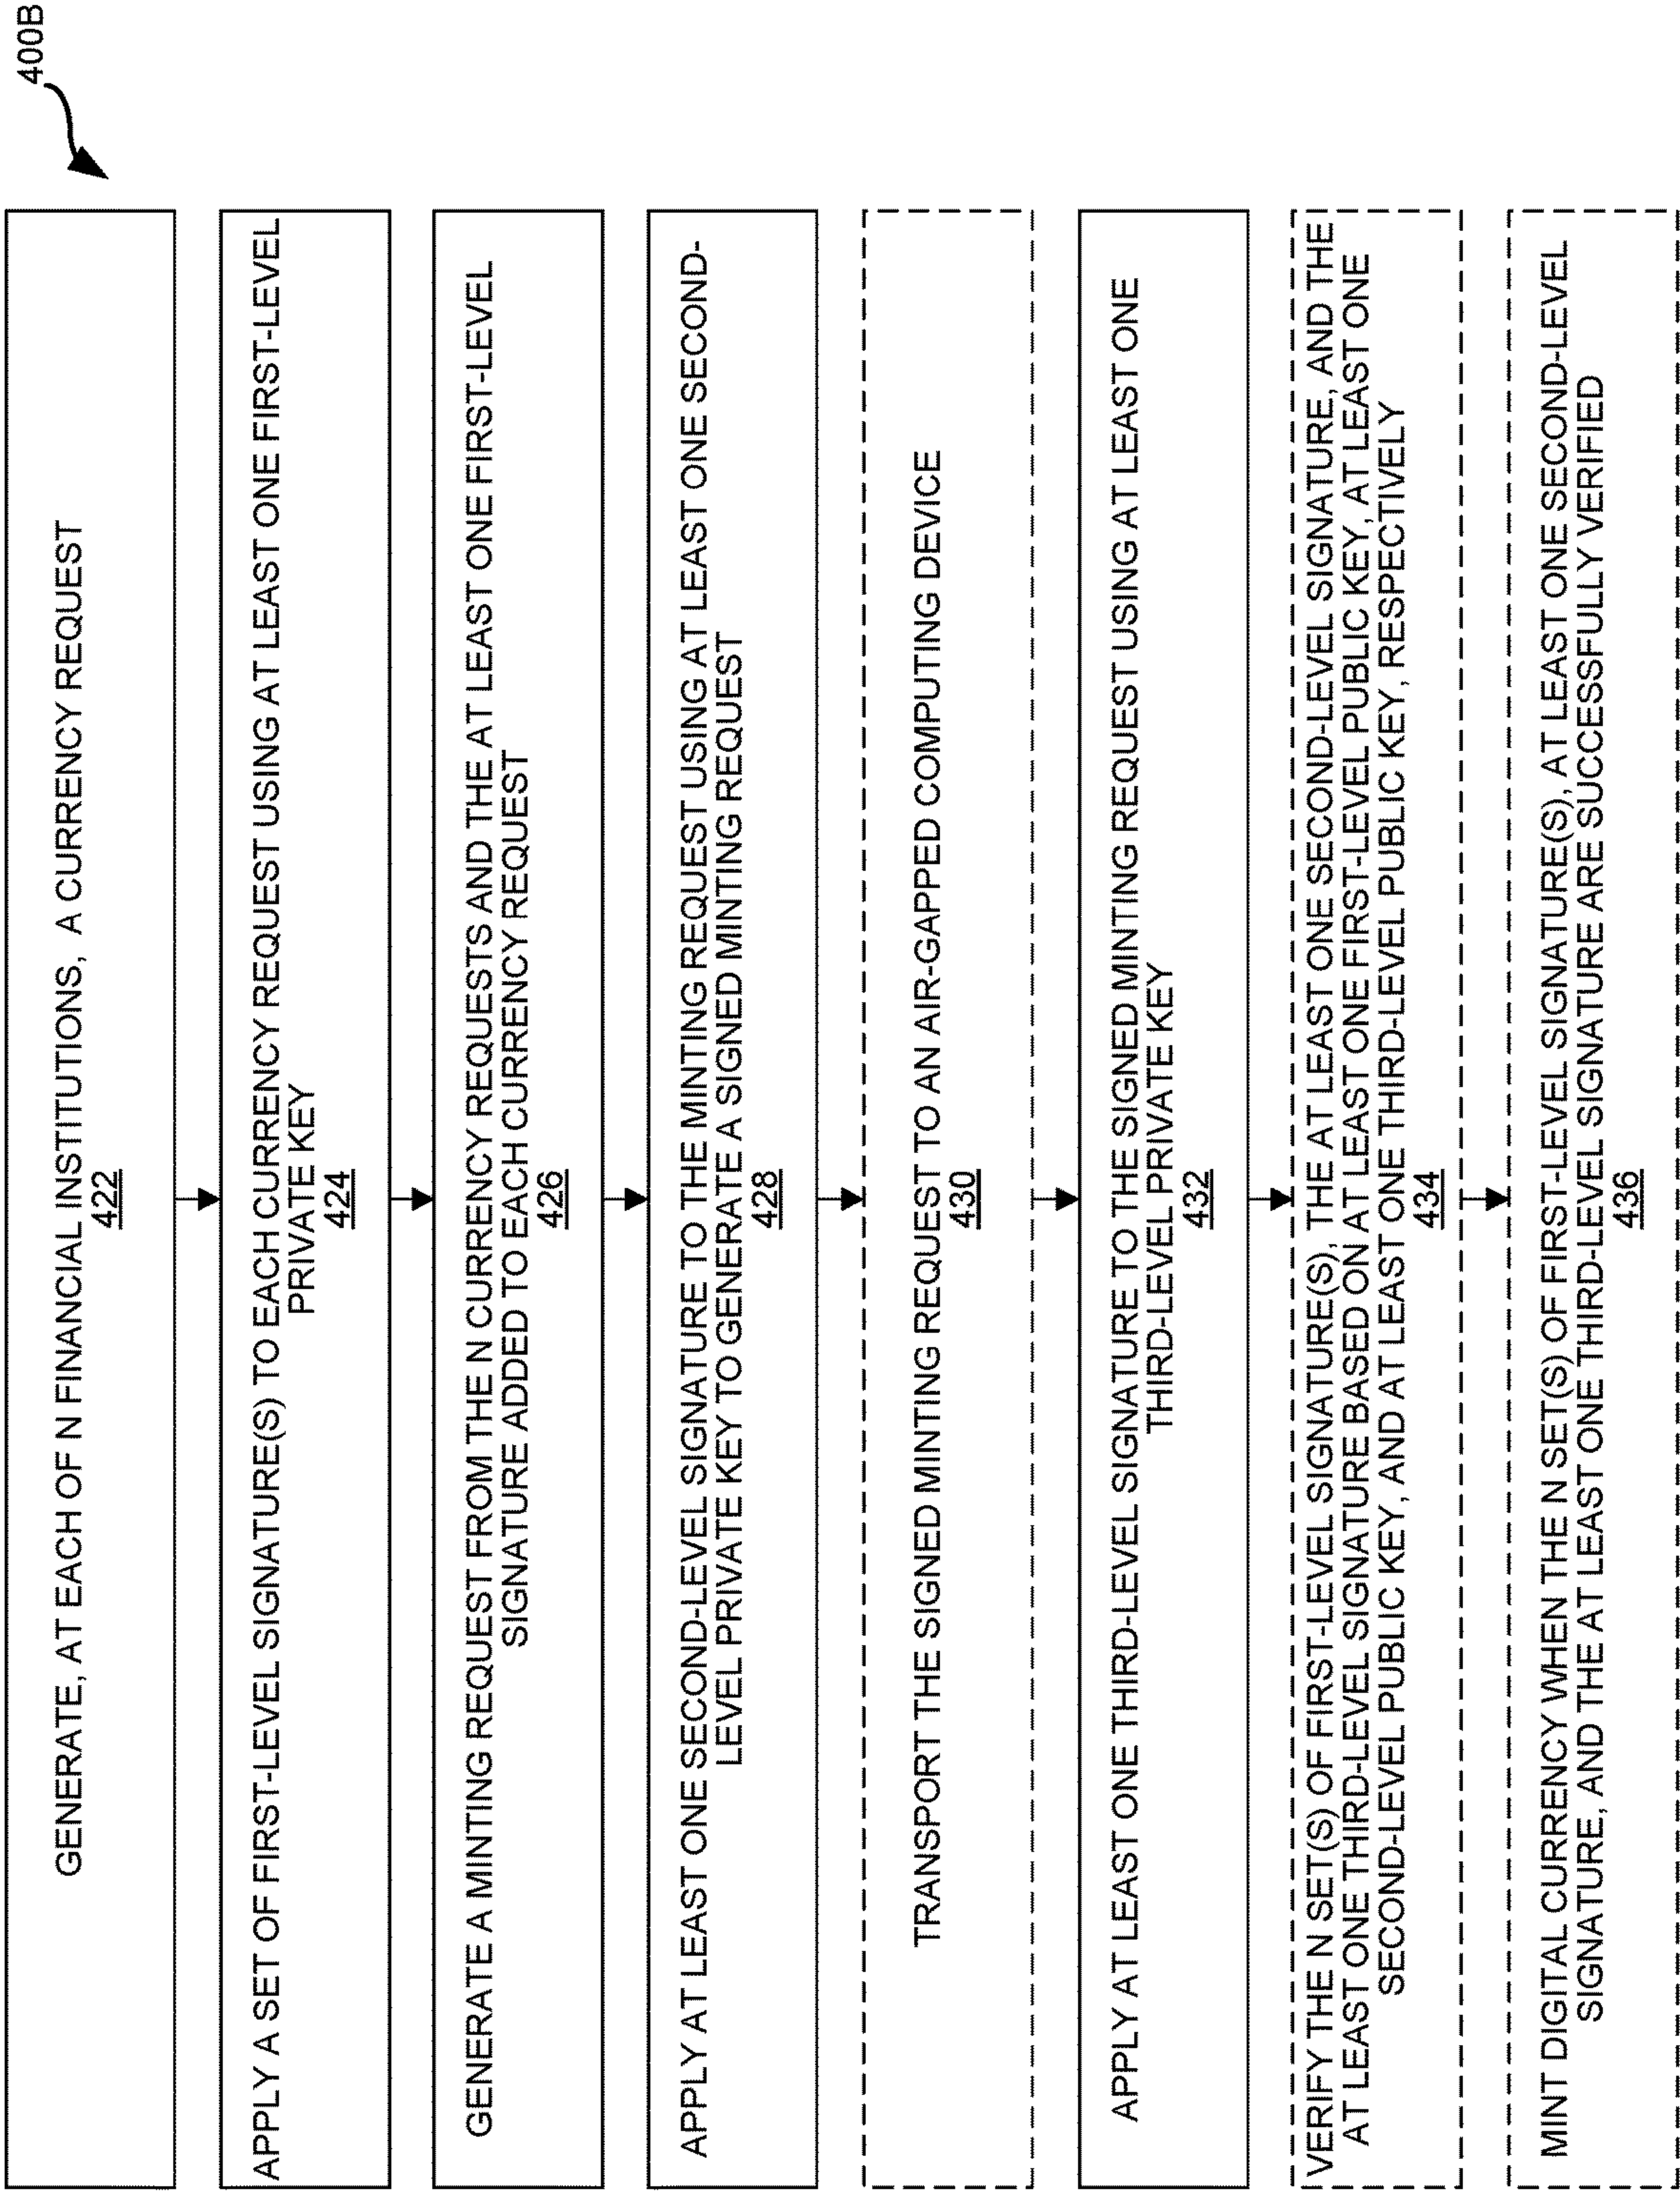 400B
GENERATE, AT EACH OF N FINANCIAL INSTITUTIONS, A CURRENCY REQUEST
422
APPLY A SET OF FIRST-LEVEL SIGNATURE(S) TO EACH CURRENCY REQUEST USING AT LEAST ONE FIRST-LEVEL
PRIVATE KEY
424
GENERATE A MINTING REQUEST FROM THE N CURRENCY REQUESTS AND THE AT LEAST ONE FIRST-LEVEL
SIGNATURE ADDED TO EACH CURRENCY REQUEST
426
APPLY AT LEAST ONE SECOND-LEVEL SIGNATURE TO THE MINTING REQUEST USING AT LEAST ONE SECOND-
LEVEL PRIVATE KEY TO GENERATE A SIGNED MINTING REQUEST
428
TRANSPORT THE SIGNED MINTING REQUEST TO AN AIR-GAPPED COMPUTING DEVICE
430
APPLY AT LEAST ONE THIRD-LEVEL SIGNATURE TO THE SIGNED MINTING REQUEST USING AT LEAST ONE
THIRD-LEVEL PRIVATE KEY
432
VERIFY THE N SET(S) OF FIRST-LEVEL SIGNATURE(S), THE AT LEAST ONE SECOND-LEVEL SIGNATURE, AND THE
AT LEAST ONE THIRD-LEVEL SIGNATURE BASED ON AT LEAST ONE FIRST-LEVEL PUBLIC KEY, AT LEAST ONE
SECOND-LEVEL PUBLIC KEY, AND AT LEAST ONE THIRD-LEVEL PUBLIC KEY, RESPECTIVELY
434
MINT DIGITAL CURRENCY WHEN THE N SET(S) OF FIRST-LEVEL SIGNATURE(S), AT LEAST ONE SECOND-LEVEL
SIGNATURE, AND THE AT LEAST ONE THIRD-LEVEL SIGNATURE ARE SUCCESSFULLY VERIFIED
436